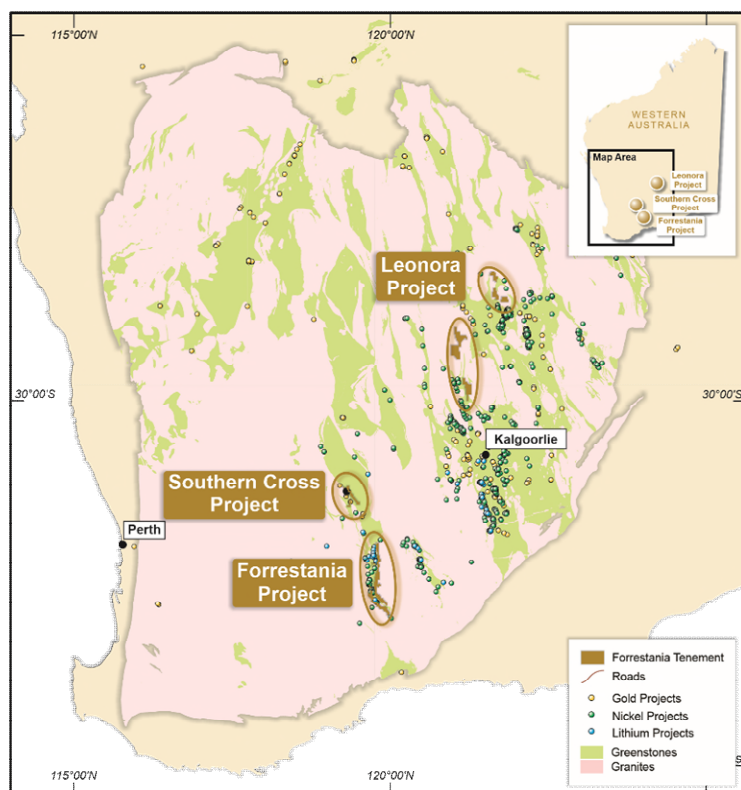 115°00'N
120°00'N
WESTERN
AUSTRALIA
Map Area
Leonora
Project
Southern Cross
Project
Forrestania
Project
Leonora
Project
30°00'S
30°00'S
Kalgoorlie
Southern Cross
Project
Perth
Forrestania
Project
Forrestania Tenement
Roads
Gold Projects
Nickel Projects
Lithium Projects
Greenstones
Granites
115°00'N
120°00'N